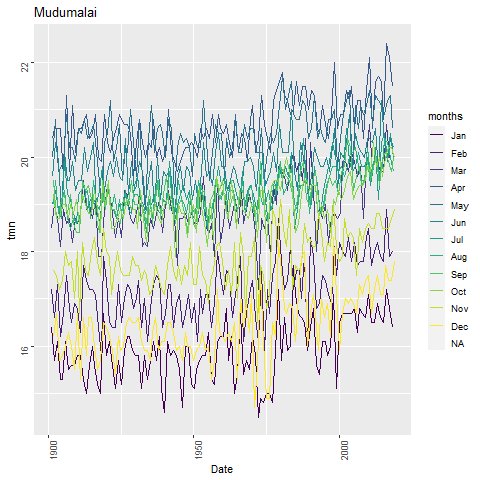 Mudumalai
tmn
22
20
18
16
1900
1950
2000
Date
months
Jan
Feb
Mar
Apr
May
Jun
Jul
Aug
Sep
Oct
Nov
Dec
NA